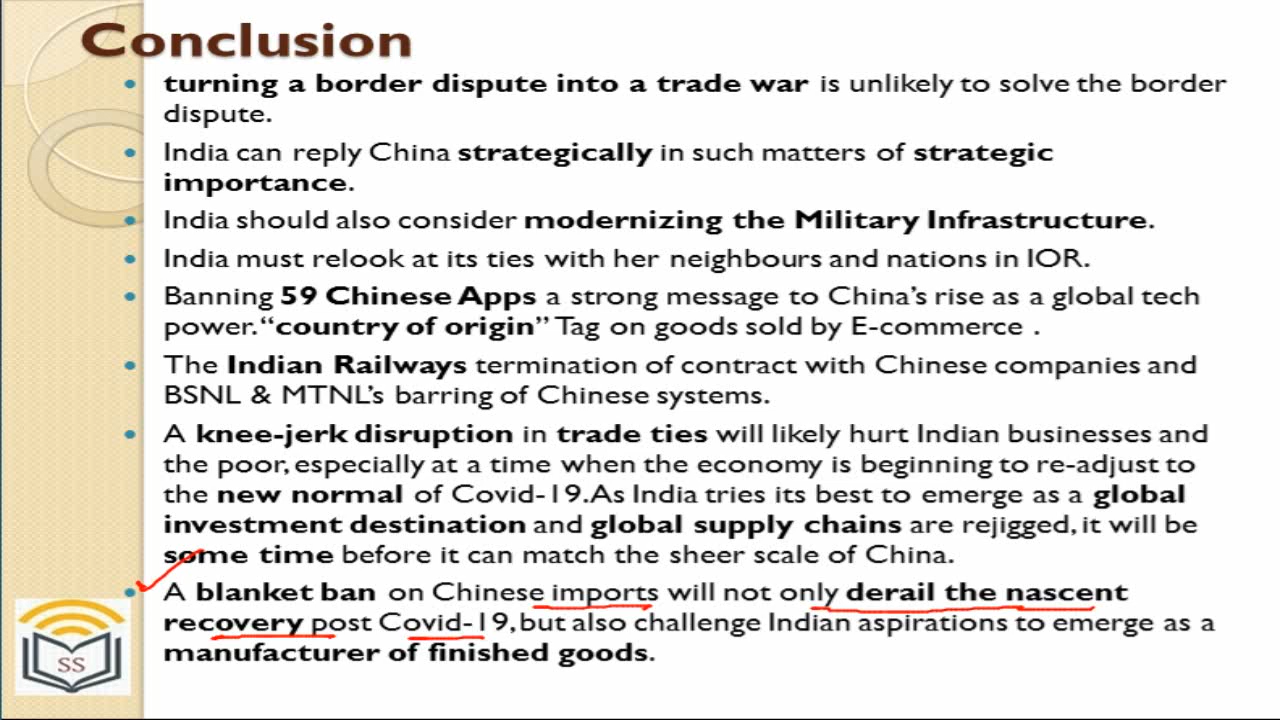 Conclusion
turning a border dispute into a trade war is unlikely to solve the border
dispute.
India can reply China strategically in such matters of strategic
importance.
India should also consider modernizing the Military Infrastructure.
India must relook at its ties with her neighbours and nations in IOR.
Banning 59 Chinese Apps a strong message to China's rise as a global tech
power. "country of origin" Tag on goods sold by E-commerce .
The Indian Railways termination of contract with Chinese companies and
BSNL & MTNL's barring of Chinese systems.
A knee-jerk disruption in trade ties will likely hurt Indian businesses and
the poor, especially at a time when the economy is beginning to re-adjust to
the new normal of Covid-19. As India tries its best to emerge as a global
investment destination and global supply chains are rejigged, it will be
some time before it can match the sheer scale of China.
A blanket ban on Chinese imports will not only derail the nascent
recovery post Covid-19, but also challenge Indian aspirations to emerge as a
manufacturer of finished goods.
SS